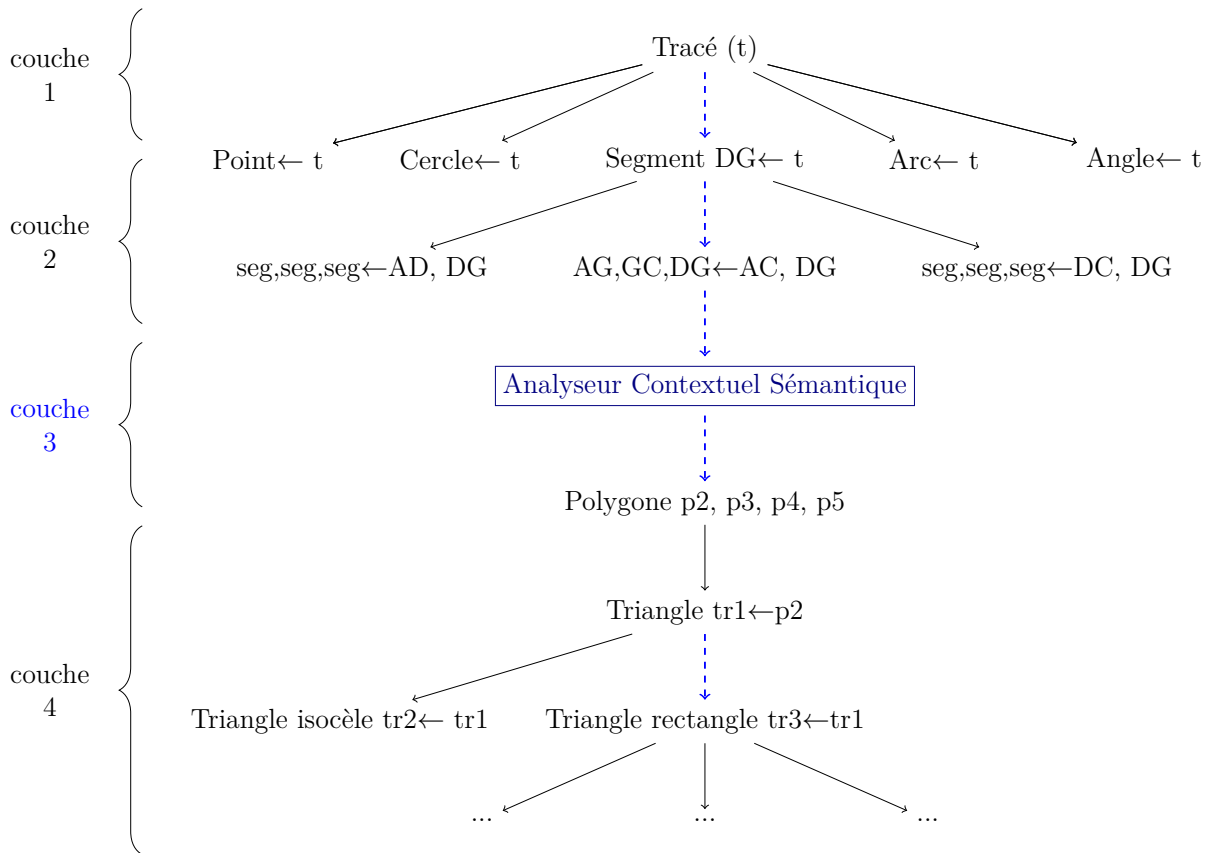 couche
1
Tracé (t)
Point← t
Cercle← t
Segment DG← t
Arc← t
Angle← t
couche
2
seg,seg,seg←AD, DG
AG,GC,DG←AC, DG
seg,seg,seg←DC, DG
couche
3
Analyseur Contextuel Sémantique
Polygone p2, p3, p4, p5
couche
4
Triangle tr1←p2
Triangle isocèle tr2← tr1
Triangle rectangle tr3←tr1
...
...
...